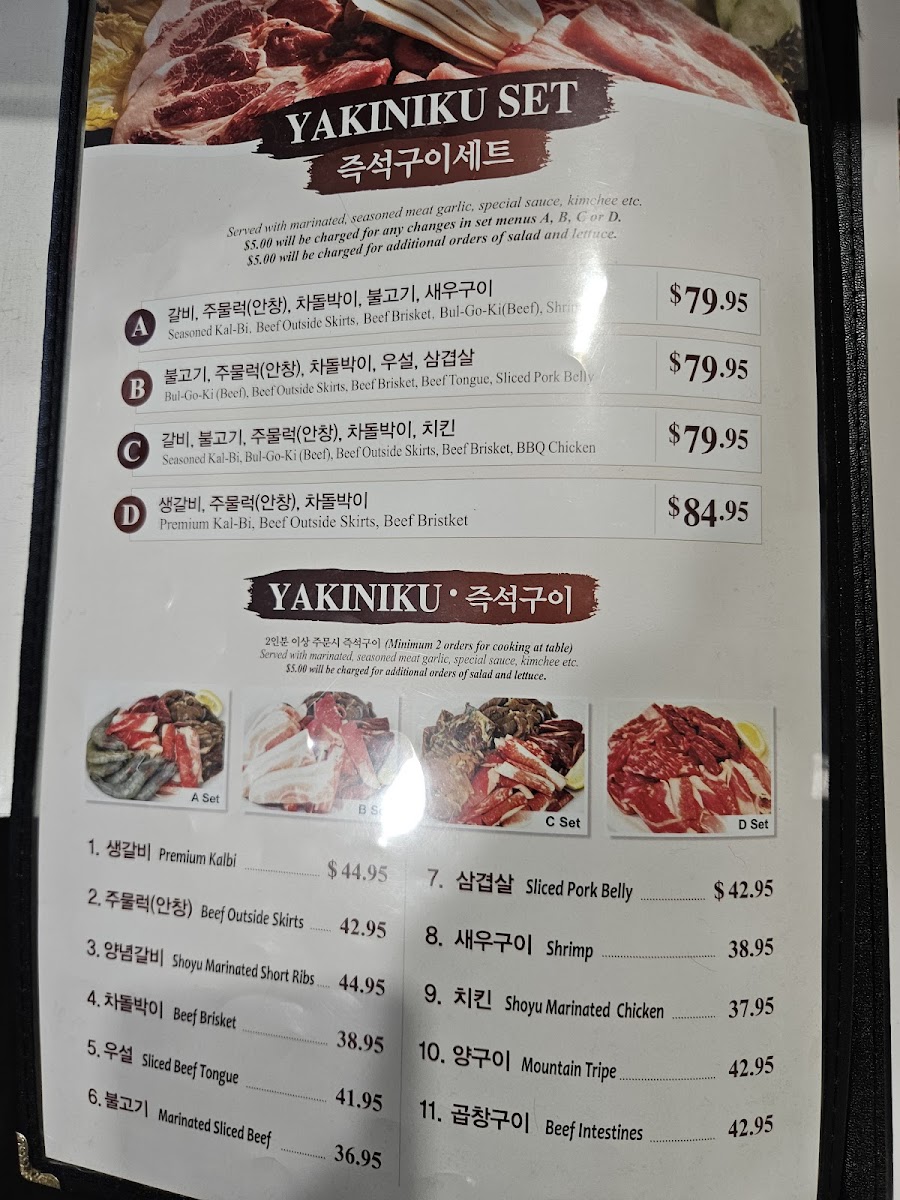 YAKINIKU SET
즉석구이세트
Served with marinated, seasoned meat garlic, special sauce, kimchee etc.
$5.00 will be charged for any changes in set menus A, B, C or D.
$5.00 will be charged for additional orders of salad and lettuce.
A 갈비, 주물럭(안창), 차돌박이, 불고기, 새우구이 $79.95
Seasoned Kal-Bi, Beef Outside Skirts, Beef Brisket, Bul-Go-Ki(Beef),
B 불고기, 주물럭(안창), 차돌박이, 우설, 삼겹살 $79.95
Bul-Go-Ki (Beef), Beef Outside Skirts, Beef Brisket, Beef Tongue, Sliced Pork Belly
C 갈비, 불고기, 주물럭(안창), 차돌박이, 치킨 $79.95
Seasoned Kal-Bi, Bul-Go-Ki (Beef), Beef Outside Skirts, Beef Brisket, BBQ Chicken
D 생갈비, 주물럭(안창), 차돌박이 $84.95
Premium Kal-Bi, Beef Outside Skirts, Beef Bristket
YAKINIKU • 즉석구이
2인분 이상 주문시 즉석구이 (Minimum 2 orders for cooking at table)
Served with marinated, seasoned meat garlic, special sauce, kimchee etc.
$5.00 will be charged for additional orders of salad and lettuce.
A Set
B
C Set
D Set
1. 생갈비 Premium Kalbi $44.95
2. 주물럭(안창) Beef Outside Skirts 42.95
3. 양념갈비 Shoyu Marinated Short Ribs 44.95
4. 차돌박이 Beef Brisket 38.95
5. 우설 Sliced Beef Tongue 41.95
6. 불고기 Marinated Sliced Beef 36.95
7. 삼겹살 Sliced Pork Belly $42.95
8. 새우구이 Shrimp 38.95
9. 치킨 Shoyu Marinated Chicken 37.95
10. 양구이 Mountain Tripe 42.95
11. 곱창구이 Beef Intestines 42.95